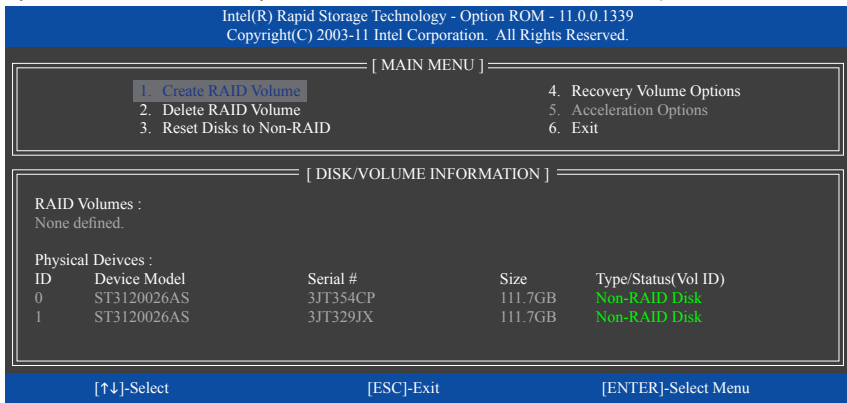 Intel(R) Rapid Storage Technology - Option ROM - 11.0.0.1339
Copyright(C) 2003-11 Intel Corporation. All Rights Reserved.
[ MAIN MENU ]
1. Create RAID Volume
2. Delete RAID Volume
3. Reset Disks to Non-RAID
4. Recovery Volume Options
5. Acceleration Options
6. Exit
[ DISK/VOLUME INFORMATION ]
RAID Volumes :
None defined.
Physical Deivces :
ID Device Model Serial # Size Type/Status(Vol ID)
0 ST3120026AS 3JT354CP 111.7GB Non-RAID Disk
1 ST3120026AS 3JT329JX 111.7GB Non-RAID Disk
[↑↓]-Select [ESC]-Exit [ENTER]-Select Menu